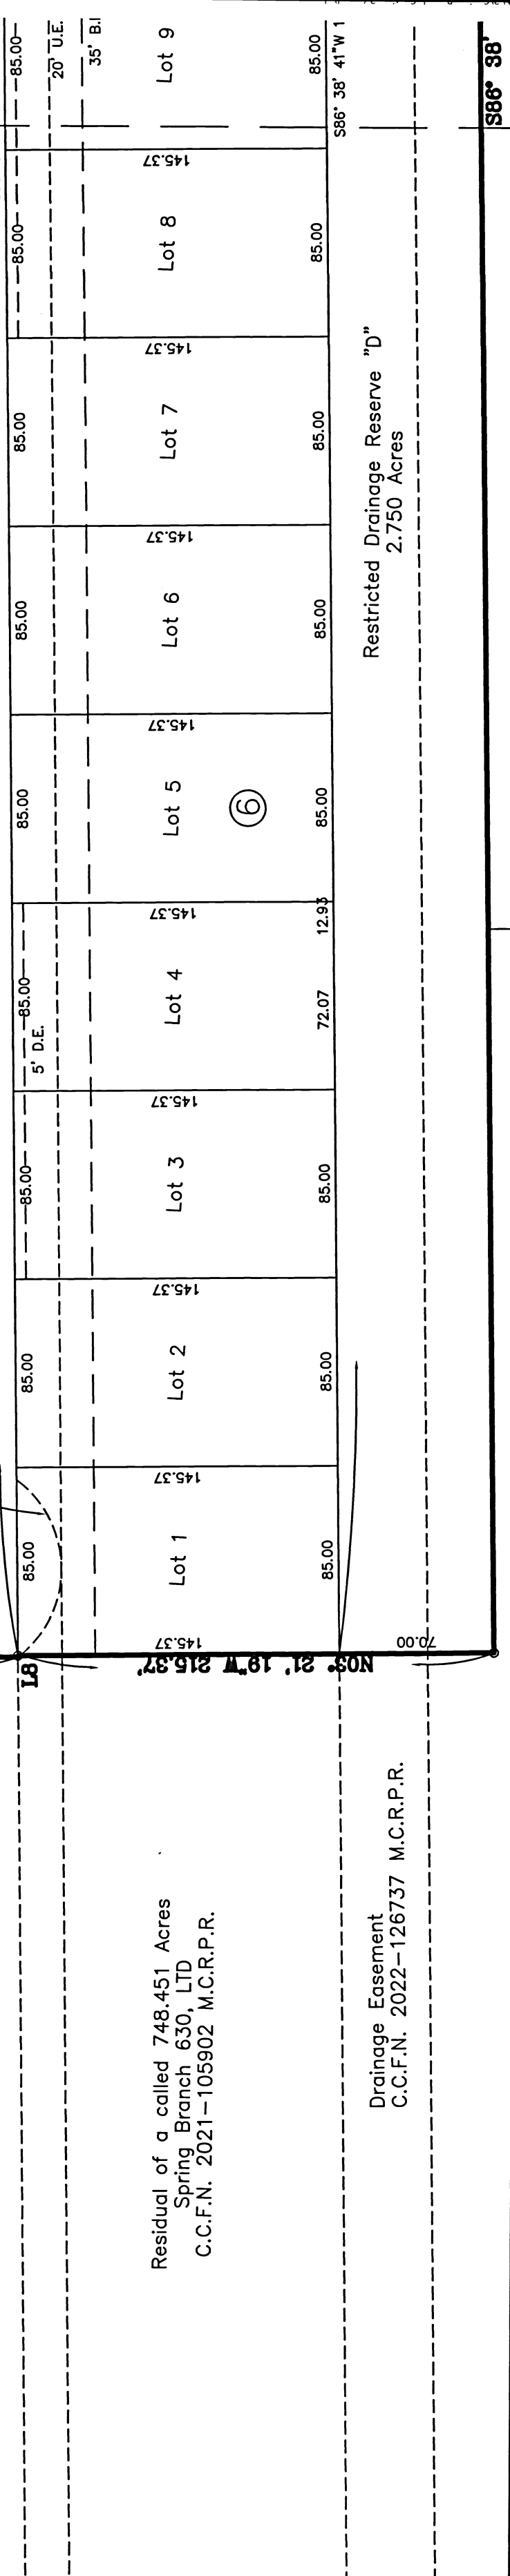 85.00
20' U.E.
35' B.l
Lot 9
85.00
S86° 38' 41"W 1
S86° 38'
145.37
85.00
Lot 8
85.00
145.37
85.00
Lot 7
85.00
Restricted Drainage Reserve "D"
2.750 Acres
145.37
85.00
Lot 6
85.00
145.37
85.00
Lot 5
6
85.00
145.37
12.93
85.00
5' D.E.
Lot 4
72.07
145.37
85.00
Lot 3
85.00
145.37
85.00
Lot 2
85.00
145.37
85.00
Lot 1
85.00
145.37
70.00
L8
N03° 21' 19"W 215.37'
Residual of a called 748.451 Acres
Spring Branch 630, LTD
C.C.F.N. 2021-105902 M.C.R.P.R.
Drainage Easement
C.C.F.N. 2022-126737 M.C.R.P.R.